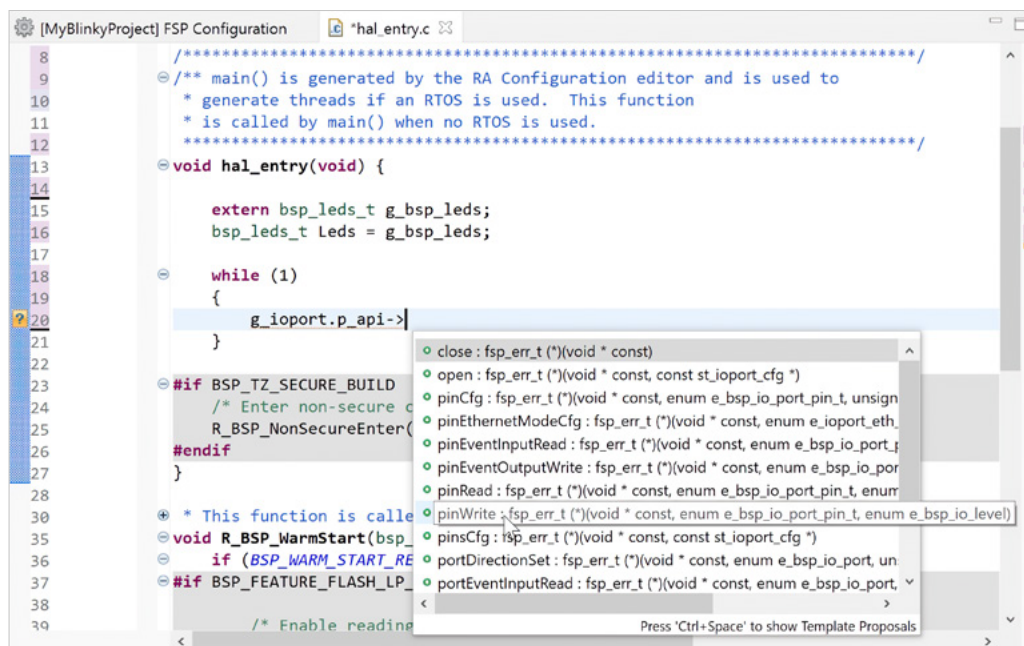 [MyBlinkyProject] FSP Configuration
*hal_entry.c
8 /****************************************************************************/
9 /** main() is generated by the RA Configuration editor and is used to
10 * generate threads if an RTOS is used.  This function
11 * is called by main() when no RTOS is used.
12 ****************************************************************************/
13 void hal_entry(void) {
14
15 extern bsp_leds_t g_bsp_leds;
16 bsp_leds_t Leds = g_bsp_leds;
17
18 while (1)
19 {
20 g_ioport.p_api->
21 }
22
23 #if BSP_TZ_SECURE_BUILD
24 /* Enter non-secure c
25 R_BSP_NonSecureEnter(
26 #endif
27 }
28
30 * This function is calle
35 void R_BSP_WarmStart(bsp_
36 if (BSP_WARM_START_RE
37 #if BSP_FEATURE_FLASH_LP_
38
39 /* Enable reading
close : fsp_err_t (*)(void * const)
open : fsp_err_t (*)(void * const, const st_ioport_cfg *)
pinCfg : fsp_err_t (*)(void * const, enum e_bsp_io_port_pin_t, unsign
pinEthernetModeCfg : fsp_err_t (*)(void * const, enum e_ioport_eth_
pinEventInputRead : fsp_err_t (*)(void * const, enum e_bsp_io_port_p
pinEventOutputWrite : fsp_err_t (*)(void * const, enum e_bsp_io_por
pinRead : fsp_err_t (*)(void * const, enum e_bsp_io_port_pin_t, enum
pinWrite : fsp_err_t (*)(void * const, enum e_bsp_io_port_pin_t, enum e_bsp_io_level)
pinsCfg : fsp_err_t (*)(void * const, const st_ioport_cfg *)
portDirectionSet : fsp_err_t (*)(void * const, enum e_bsp_io_port, un
portEventInputRead : fsp_err_t (*)(void * const, enum e_bsp_io_port,
Press 'Ctrl+Space' to show Template Proposals